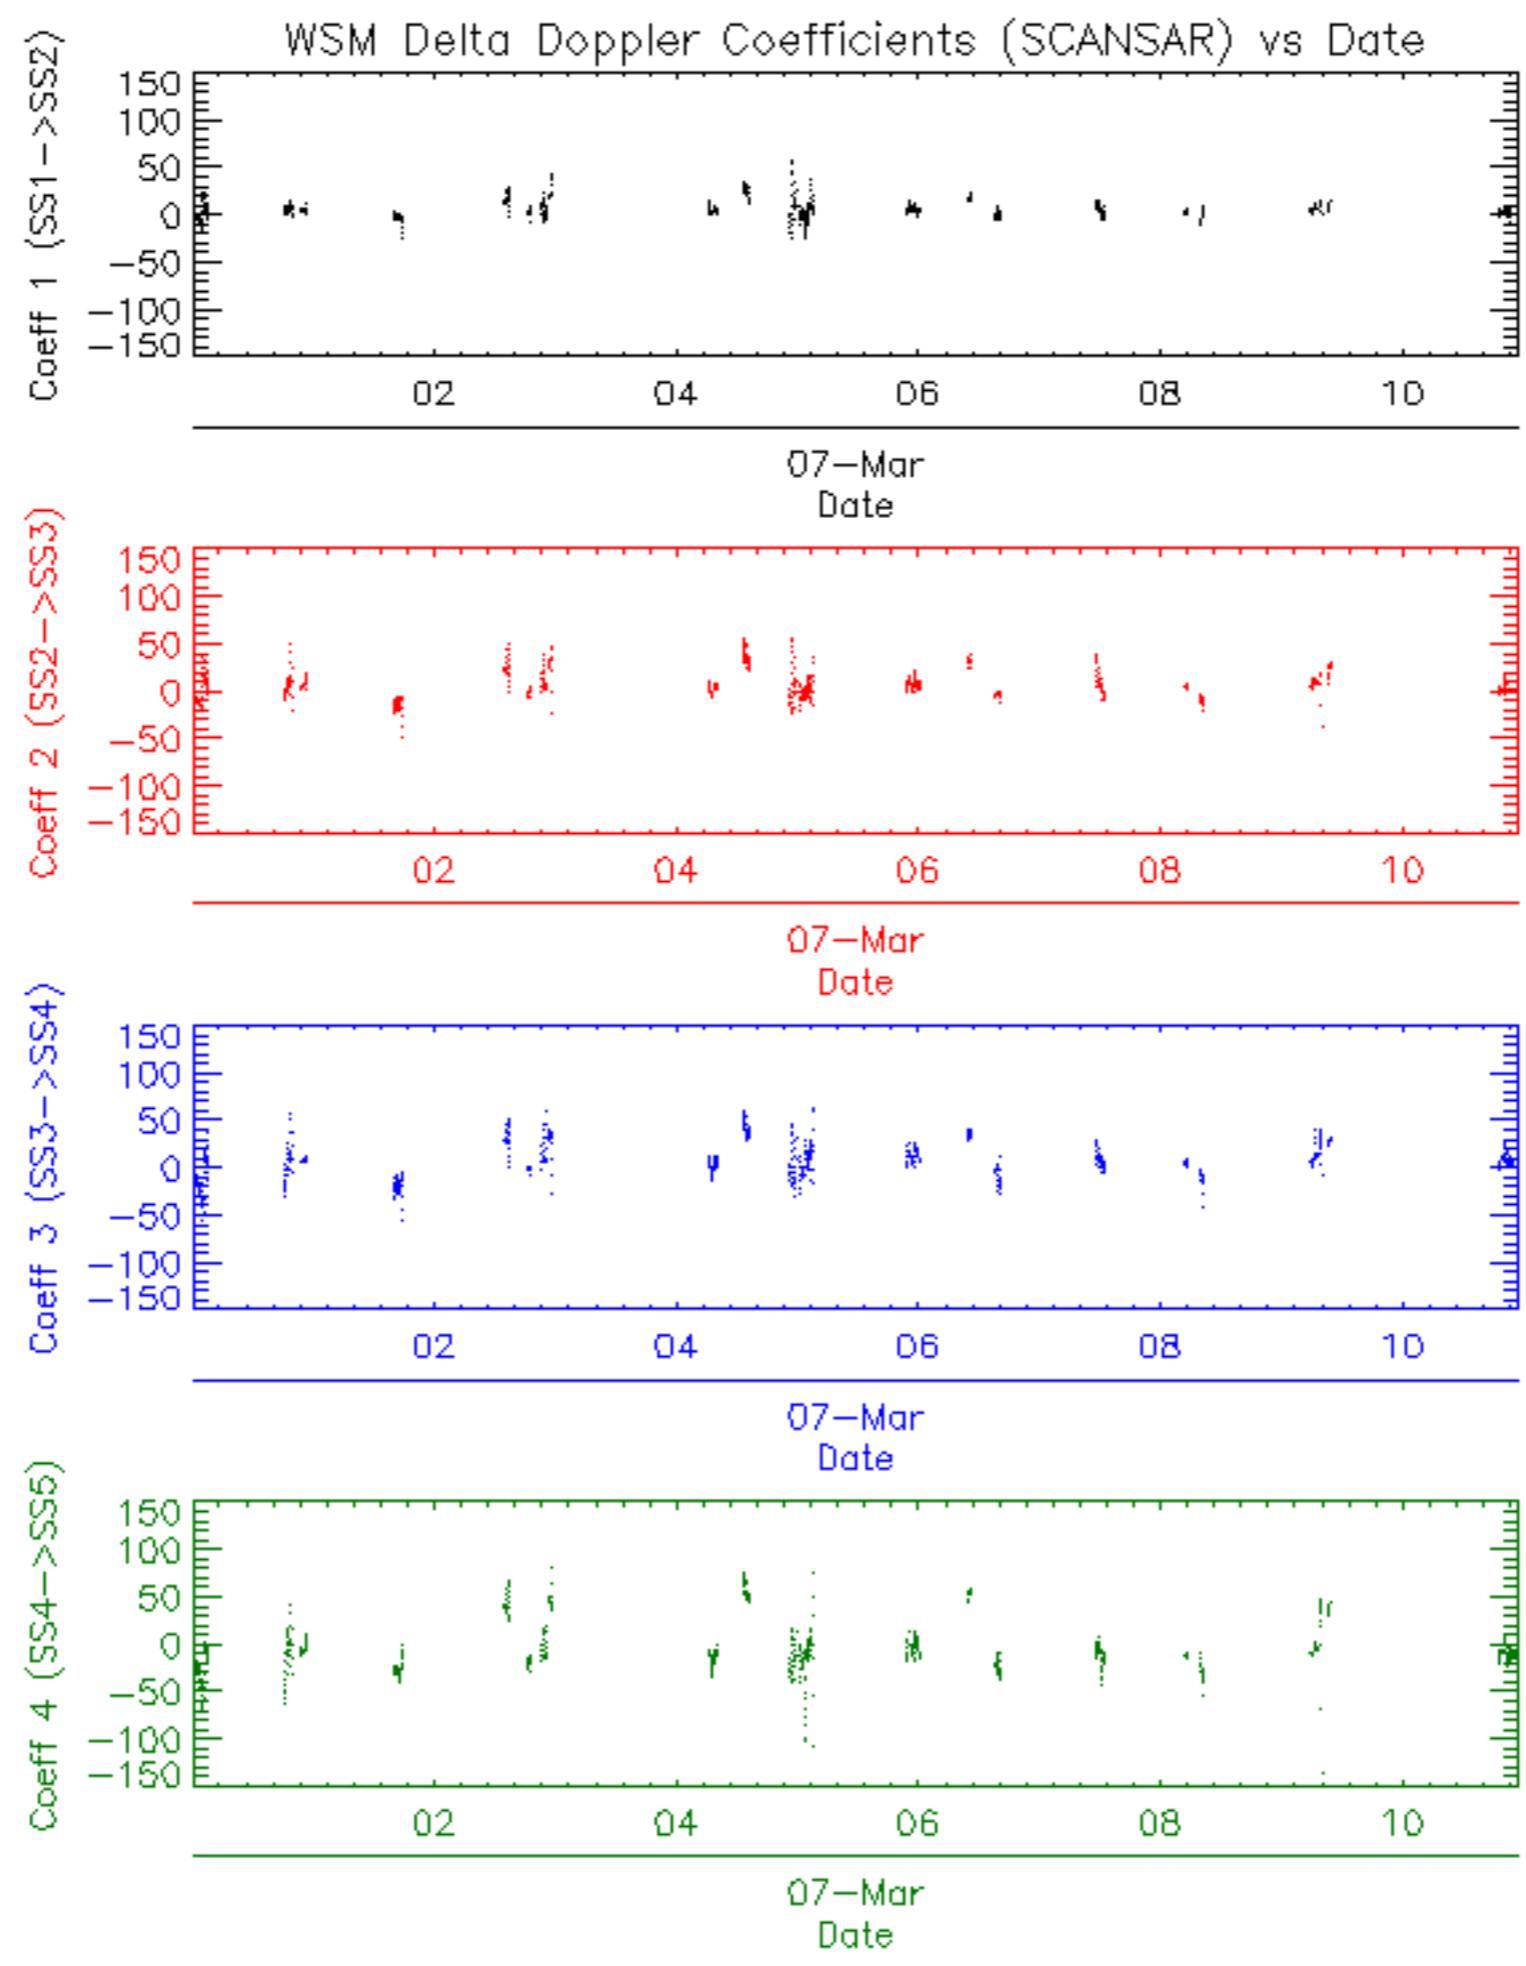 WSM Delta Doppler Coefficients (SCANSAR) vs Date
Coeff 1 (SS1->SS2)
150
100
50
0
-50
-100
-150
02 04 06 08 10
07-Mar
Date
Coeff 2 (SS2->SS3)
150
100
50
0
-50
-100
-150
02 04 06 08 10
07-Mar
Date
Coeff 3 (SS3->SS4)
150
100
50
0
-50
-100
-150
02 04 06 08 10
07-Mar
Date
Coeff 4 (SS4->SS5)
150
100
50
0
-50
-100
-150
02 04 06 08 10
07-Mar
Date